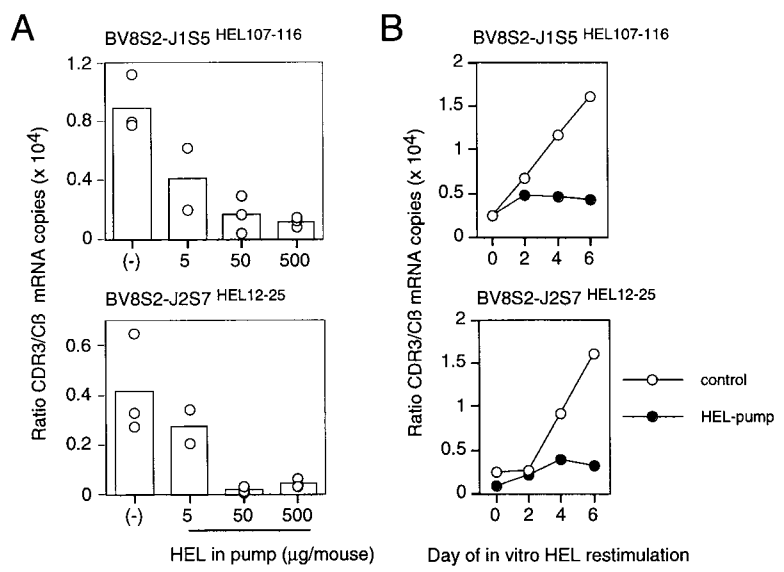 A
BV8S2-J1S5 HEL107-116
Ratio CDR3/Cß mRNA copies (x 10⁴)
1.2
0.8
0.4
0
(-) 5 50 500
BV8S2-J2S7 HEL12-25
0.6
0.4
0.2
0
(-) 5 50 500
HEL in pump (µg/mouse)
B
BV8S2-J1S5 HEL107-116
Ratio CDR3/Cß mRNA copies (x 10⁴)
2
1.5
1
0.5
0
0 2 4 6
BV8S2-J2S7 HEL12-25
2
1.5
1
0.5
0
0 2 4 6
Day of in vitro HEL restimulation
control
HEL-pump